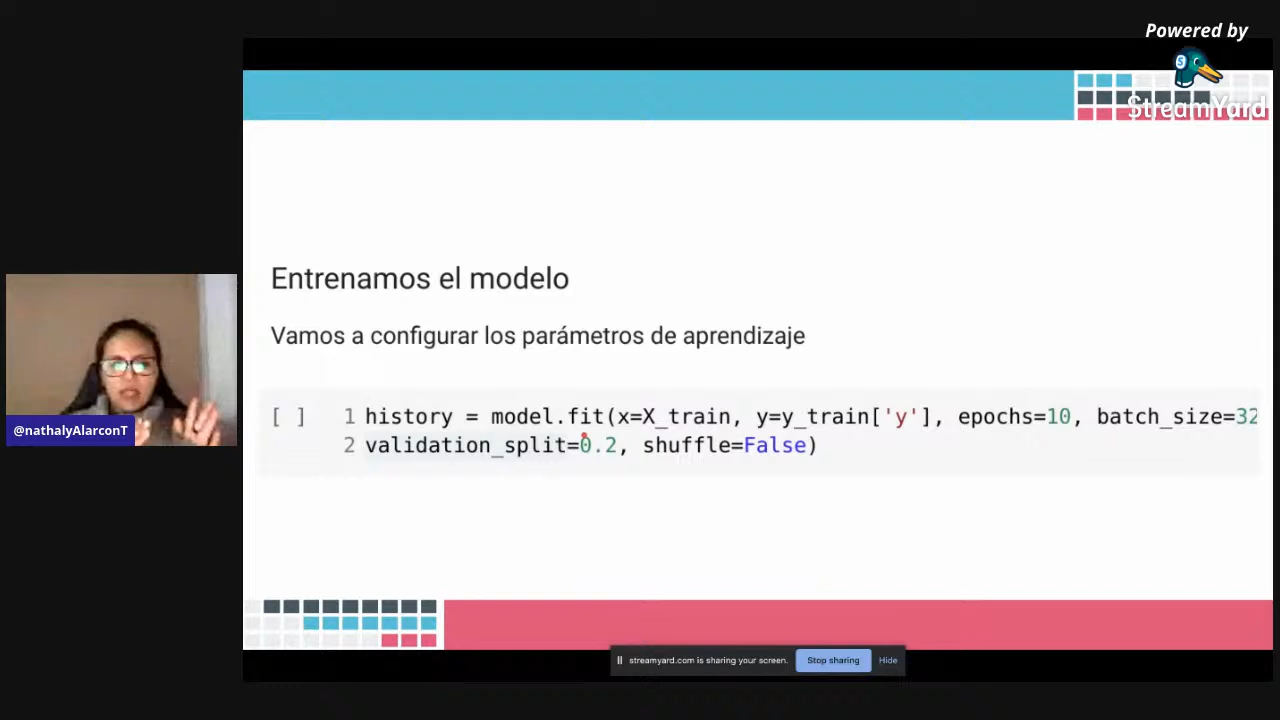 Powered by
StreamYard
Entrenamos el modelo
Vamos a configurar los parámetros de aprendizaje
[ ] 1 history = model.fit(x=X_train, y=y_train['y'], epochs=10, batch_size=32
2 validation_split=0.2, shuffle=False)
@nathalyAlarconT
streamyard.com is sharing your screen. Stop sharing Hide